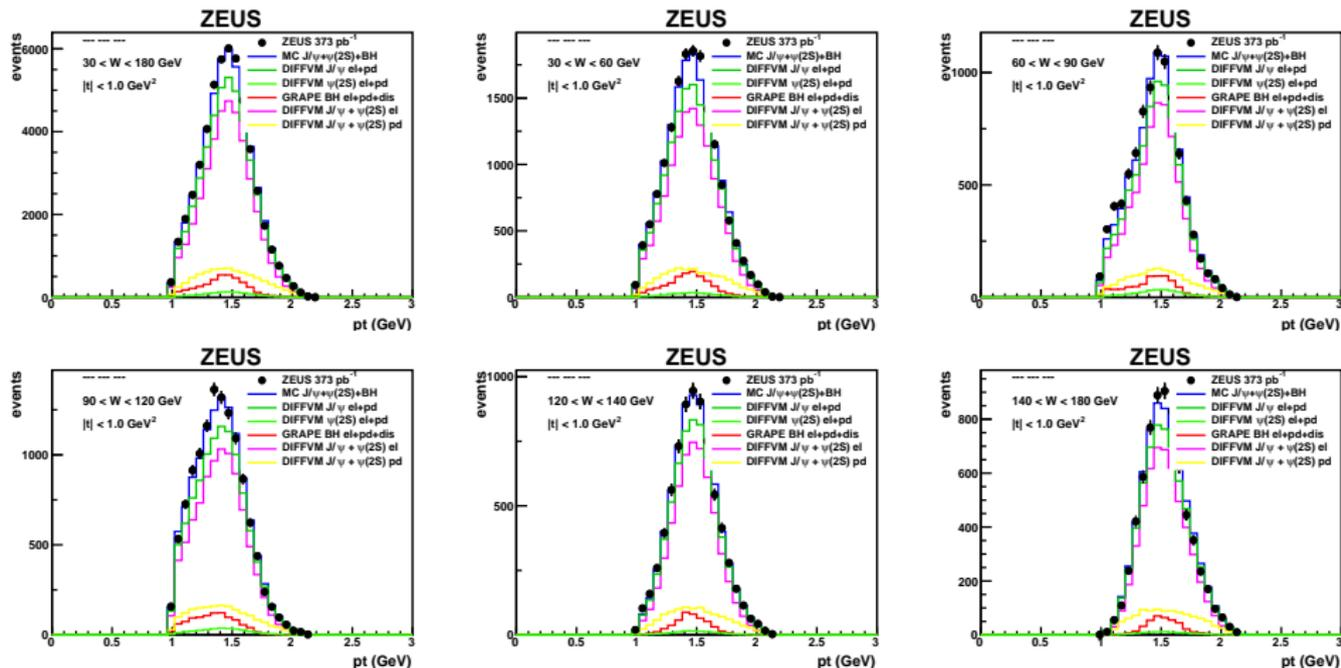 ZEUS
events
6000
4000
2000
0
--- --- ---
30 < W < 180 GeV
|t| < 1.0 GeV²
ZEUS 373 pb⁻¹
MC J/ψ+ψ(2S)+BH
DIFFVM J/ψ el+pd
DIFFVM ψ(2S) el+pd
GRAPE BH el+pd+dis
DIFFVM J/ψ + ψ(2S) el
DIFFVM J/ψ + ψ(2S) pd
0 0.5 1 1.5 2 2.5 3
pt (GeV)
ZEUS
events
1500
1000
500
0
--- --- ---
30 < W < 60 GeV
|t| < 1.0 GeV²
ZEUS 373 pb⁻¹
MC J/ψ+ψ(2S)+BH
DIFFVM J/ψ el+pd
DIFFVM ψ(2S) el+pd
GRAPE BH el+pd+dis
DIFFVM J/ψ + ψ(2S) el
DIFFVM J/ψ + ψ(2S) pd
0 0.5 1 1.5 2 2.5 3
pt (GeV)
ZEUS
events
1000
500
0
--- --- ---
60 < W < 90 GeV
|t| < 1.0 GeV²
ZEUS 373 pb⁻¹
MC J/ψ+ψ(2S)+BH
DIFFVM J/ψ el+pd
DIFFVM ψ(2S) el+pd
GRAPE BH el+pd+dis
DIFFVM J/ψ + ψ(2S) el
DIFFVM J/ψ + ψ(2S) pd
0 0.5 1 1.5 2 2.5 3
pt (GeV)
ZEUS
events
1000
500
0
--- --- ---
90 < W < 120 GeV
|t| < 1.0 GeV²
ZEUS 373 pb⁻¹
MC J/ψ+ψ(2S)+BH
DIFFVM J/ψ el+pd
DIFFVM ψ(2S) el+pd
GRAPE BH el+pd+dis
DIFFVM J/ψ + ψ(2S) el
DIFFVM J/ψ + ψ(2S) pd
0 0.5 1 1.5 2 2.5 3
pt (GeV)
ZEUS
events
1000
500
0
--- --- ---
120 < W < 140 GeV
|t| < 1.0 GeV²
ZEUS 373 pb⁻¹
MC J/ψ+ψ(2S)+BH
DIFFVM J/ψ el+pd
DIFFVM ψ(2S) el+pd
GRAPE BH el+pd+dis
DIFFVM J/ψ + ψ(2S) el
DIFFVM J/ψ + ψ(2S) pd
0 0.5 1 1.5 2 2.5 3
pt (GeV)
ZEUS
events
800
600
400
200
0
--- --- ---
140 < W < 180 GeV
|t| < 1.0 GeV²
ZEUS 373 pb⁻¹
MC J/ψ+ψ(2S)+BH
DIFFVM J/ψ el+pd
DIFFVM ψ(2S) el+pd
GRAPE BH el+pd+dis
DIFFVM J/ψ + ψ(2S) el
DIFFVM J/ψ + ψ(2S) pd
0 0.5 1 1.5 2 2.5 3
pt (GeV)